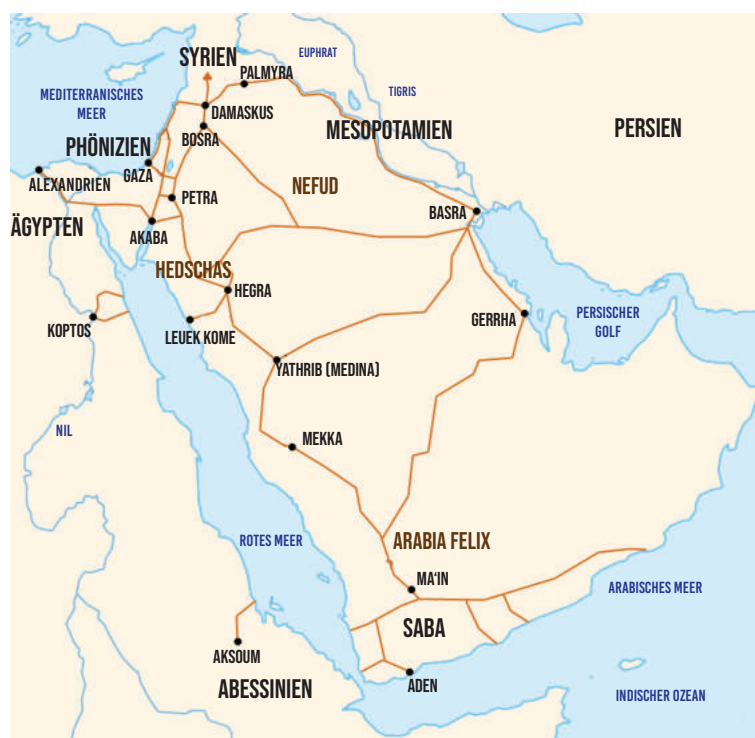 SYRIEN
EUPHRAT
PALMYRA
MEDITERRANISCHES
MEER
TIGRIS
DAMASKUS
MESOPOTAMIEN
PERSIEN
BOSRA
PHÖNIZIEN
GAZA
ALEXANDRIEN
NEFUD
PETRA
BASRA
ÄGYPTEN
AKABA
HEDSCHAS
HEGRA
KOPTOS
LEUEK KOME
GERRHA
PERSISCHER
GOLF
YATHRIB (MEDINA)
NIL
MEKKA
ROTES MEER
ARABIA FELIX
MA'IN
ARABISCHES MEER
SABA
AKSOUM
ABESSINIEN
ADEN
INDISCHER OZEAN